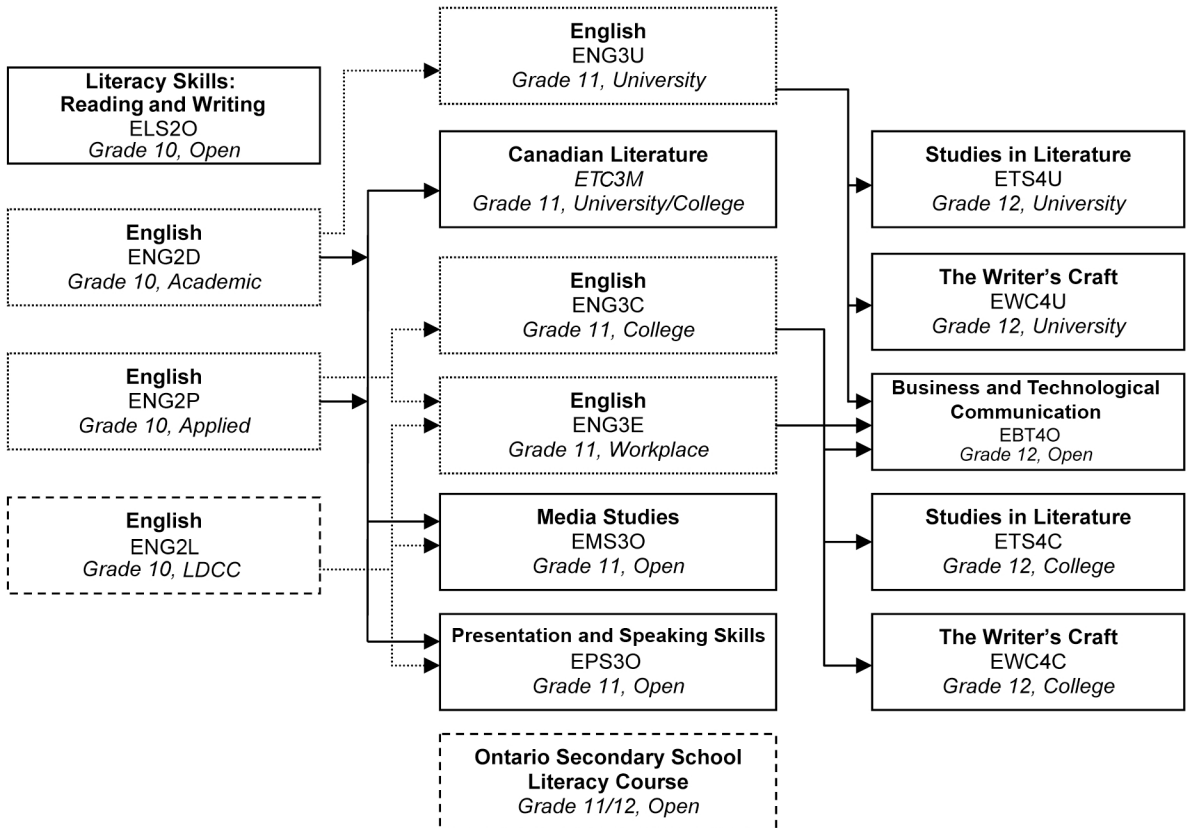 English
ENG3U
Grade 11, University
Literacy Skills:
Reading and Writing
ELS2O
Grade 10, Open
Canadian Literature
ETC3M
Grade 11, University/College
Studies in Literature
ETS4U
Grade 12, University
English
ENG2D
Grade 10, Academic
English
ENG3C
Grade 11, College
The Writer's Craft
EWC4U
Grade 12, University
English
ENG2P
Grade 10, Applied
English
ENG3E
Grade 11, Workplace
Business and Technological
Communication
EBT4O
Grade 12, Open
English
ENG2L
Grade 10, LDCC
Media Studies
EMS3O
Grade 11, Open
Studies in Literature
ETS4C
Grade 12, College
Presentation and Speaking Skills
EPS3O
Grade 11, Open
The Writer's Craft
EWC4C
Grade 12, College
Ontario Secondary School
Literacy Course
Grade 11/12, Open